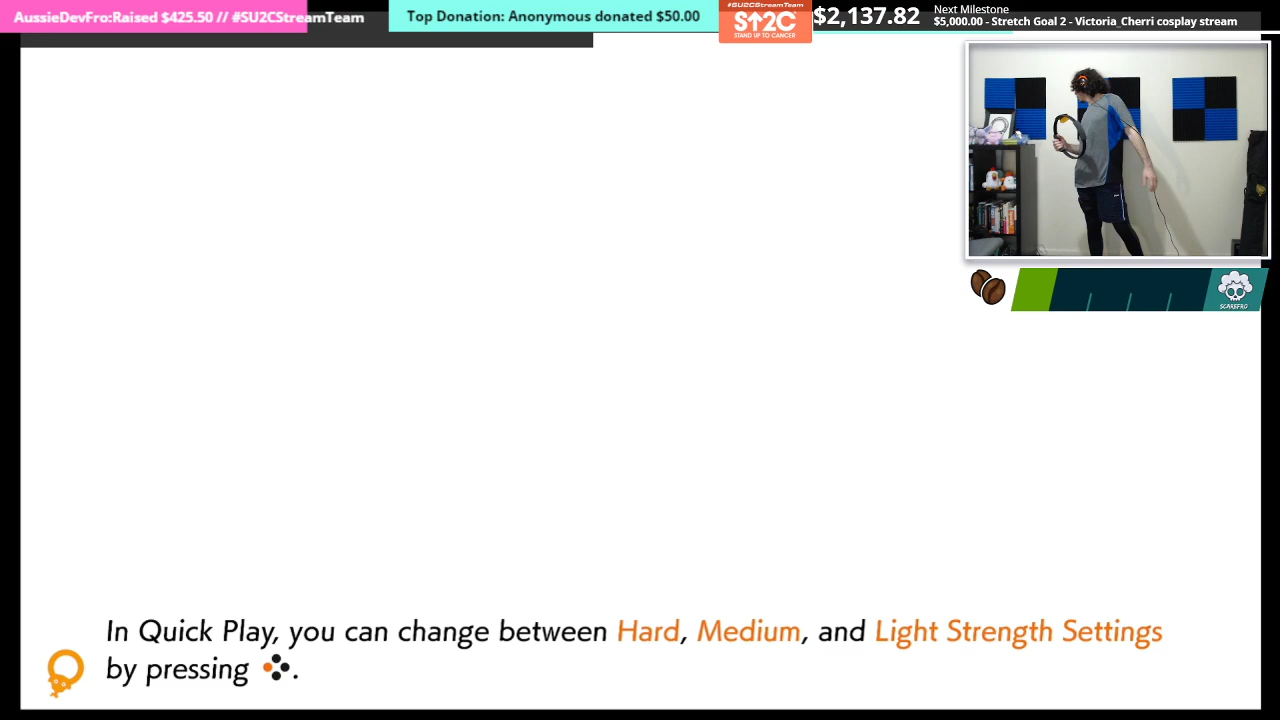 AussieDevFro:Raised $425.50 // #SU2CStreamTeam
Top Donation: Anonymous donated $50.00
#SU2CStreamTeam
S↑2C
STAND UP TO CANCER
$2,137.82
Next Milestone
$5,000.00 - Stretch Goal 2 - Victoria_Cherri cosplay stream
SCARBFRO
In Quick Play, you can change between Hard, Medium, and Light Strength Settings
by pressing .